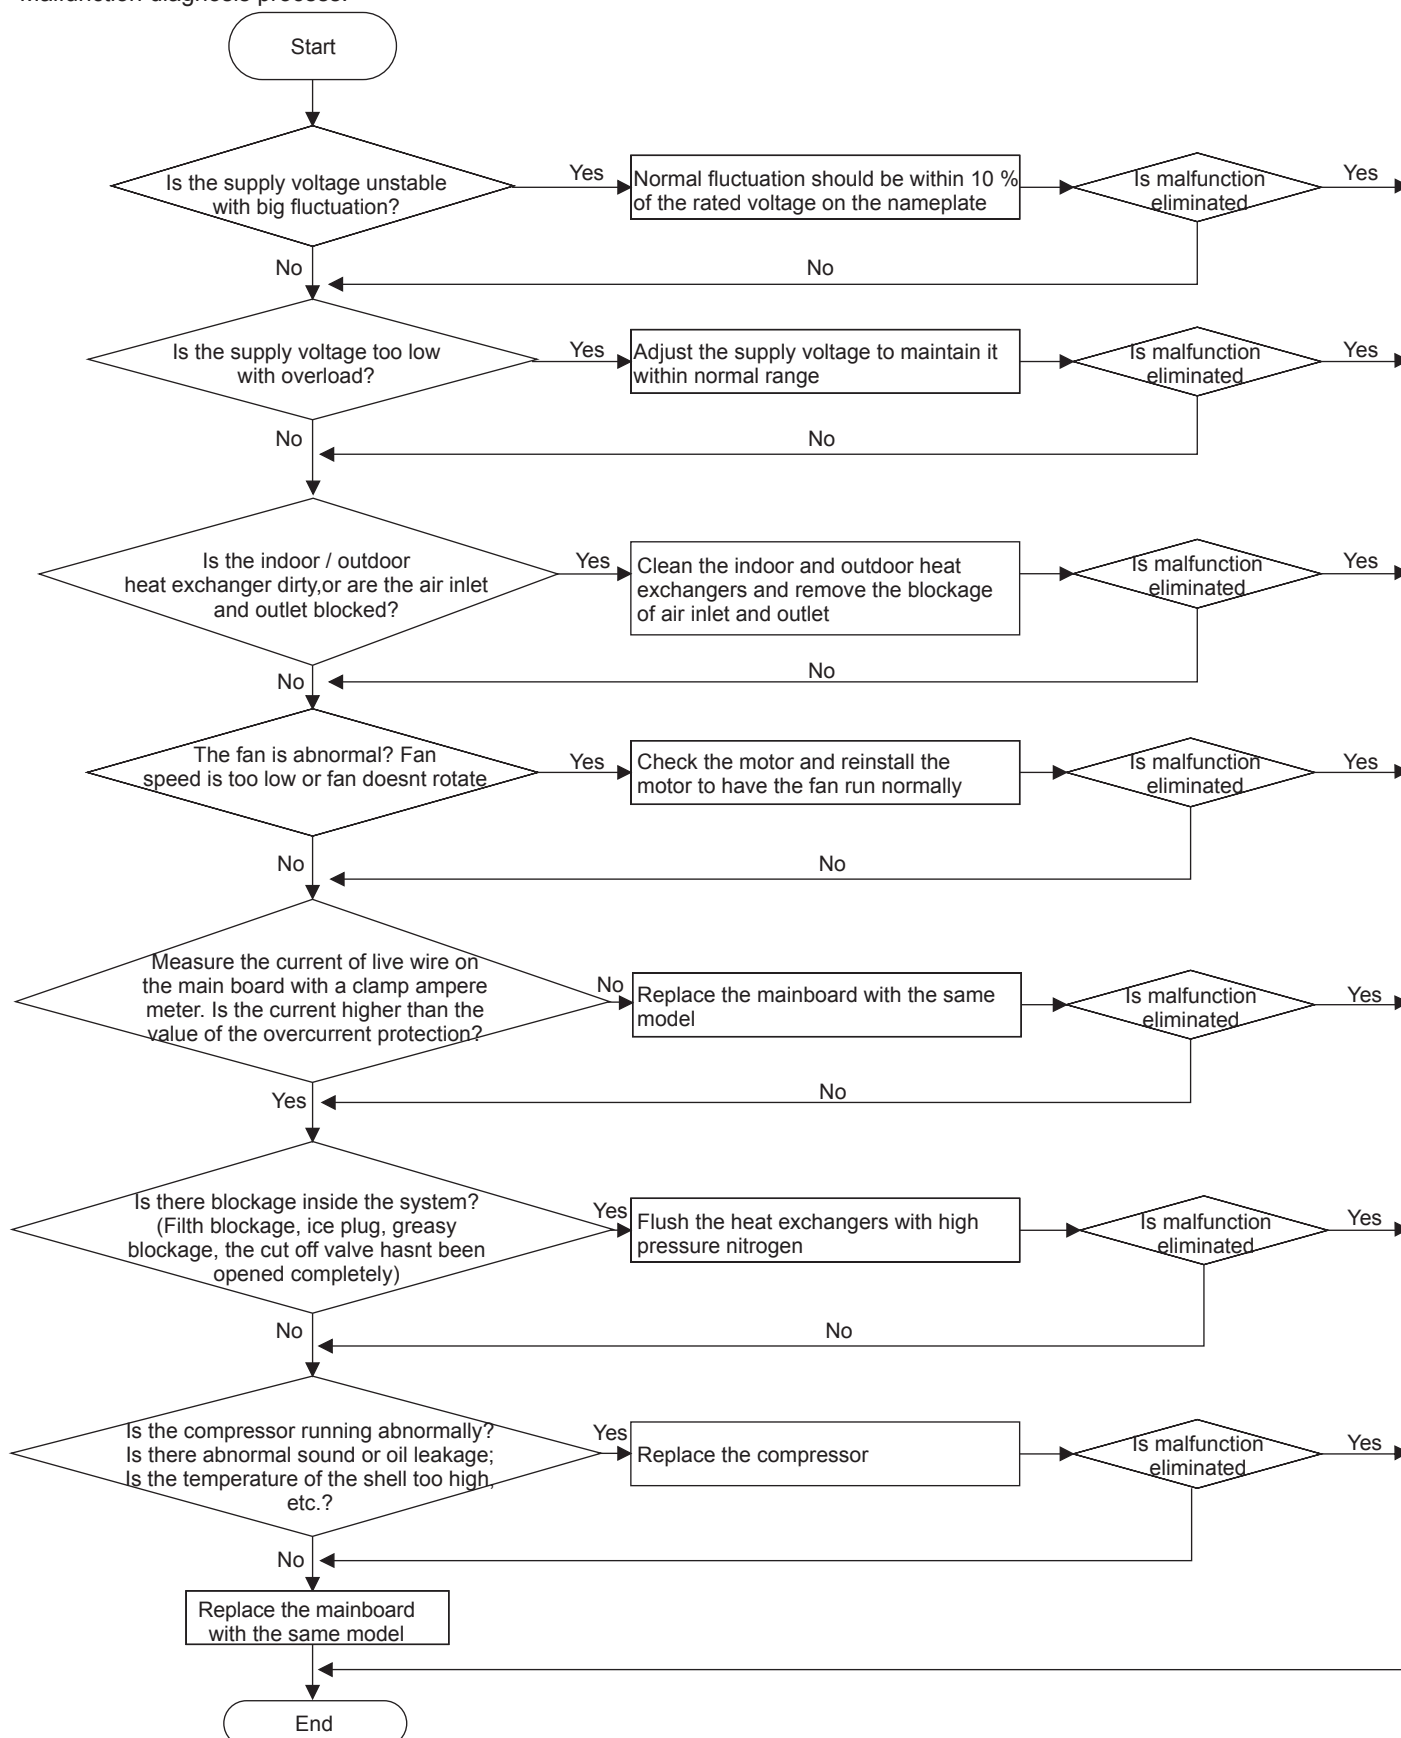 Malfunction diagnosis process:
Start
Is the supply voltage unstable
with big fluctuation?
Yes
Normal fluctuation should be within 10 %
of the rated voltage on the nameplate
Is malfunction
eliminated
Yes
No
No
Is the supply voltage too low
with overload?
Yes
Adjust the supply voltage to maintain it
within normal range
Is malfunction
eliminated
Yes
No
No
Is the indoor / outdoor
heat exchanger dirty,or are the air inlet
and outlet blocked?
Yes
Clean the indoor and outdoor heat
exchangers and remove the blockage
of air inlet and outlet
Is malfunction
eliminated
Yes
No
No
The fan is abnormal? Fan
speed is too low or fan doesnt rotate
Yes
Check the motor and reinstall the
motor to have the fan run normally
Is malfunction
eliminated
Yes
No
No
Measure the current of live wire on
the main board with a clamp ampere
meter. Is the current higher than the
value of the overcurrent protection?
No
Replace the mainboard with the same
model
Is malfunction
eliminated
Yes
Yes
No
Is there blockage inside the system?
(Filth blockage, ice plug, greasy
blockage, the cut off valve hasnt been
opened completely)
Yes
Flush the heat exchangers with high
pressure nitrogen
Is malfunction
eliminated
Yes
No
No
Is the compressor running abnormally?
Is there abnormal sound or oil leakage;
Is the temperature of the shell too high,
etc.?
Yes
Replace the compressor
Is malfunction
eliminated
Yes
No
Replace the mainboard
with the same model
End